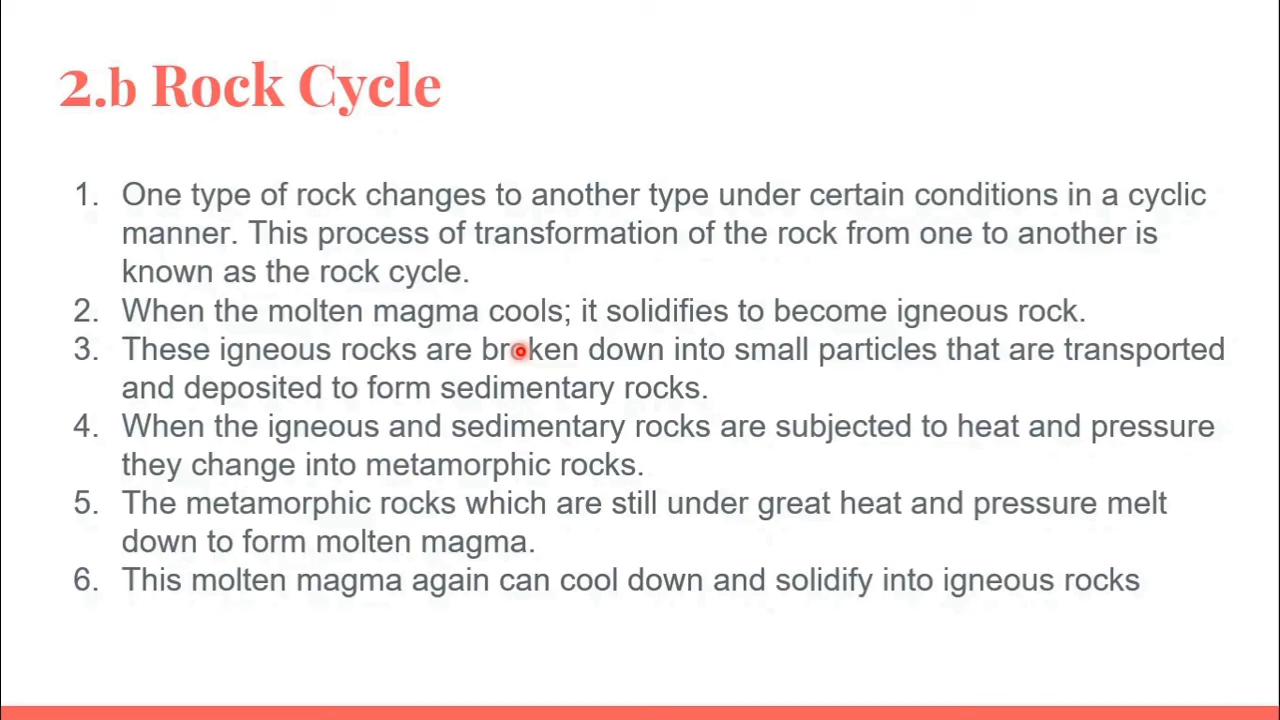 2.b Rock Cycle
1. One type of rock changes to another type under certain conditions in a cyclic
manner. This process of transformation of the rock from one to another is
known as the rock cycle.
2. When the molten magma cools; it solidifies to become igneous rock.
3. These igneous rocks are broken down into small particles that are transported
and deposited to form sedimentary rocks.
4. When the igneous and sedimentary rocks are subjected to heat and pressure
they change into metamorphic rocks.
5. The metamorphic rocks which are still under great heat and pressure melt
down to form molten magma.
6. This molten magma again can cool down and solidify into igneous rocks